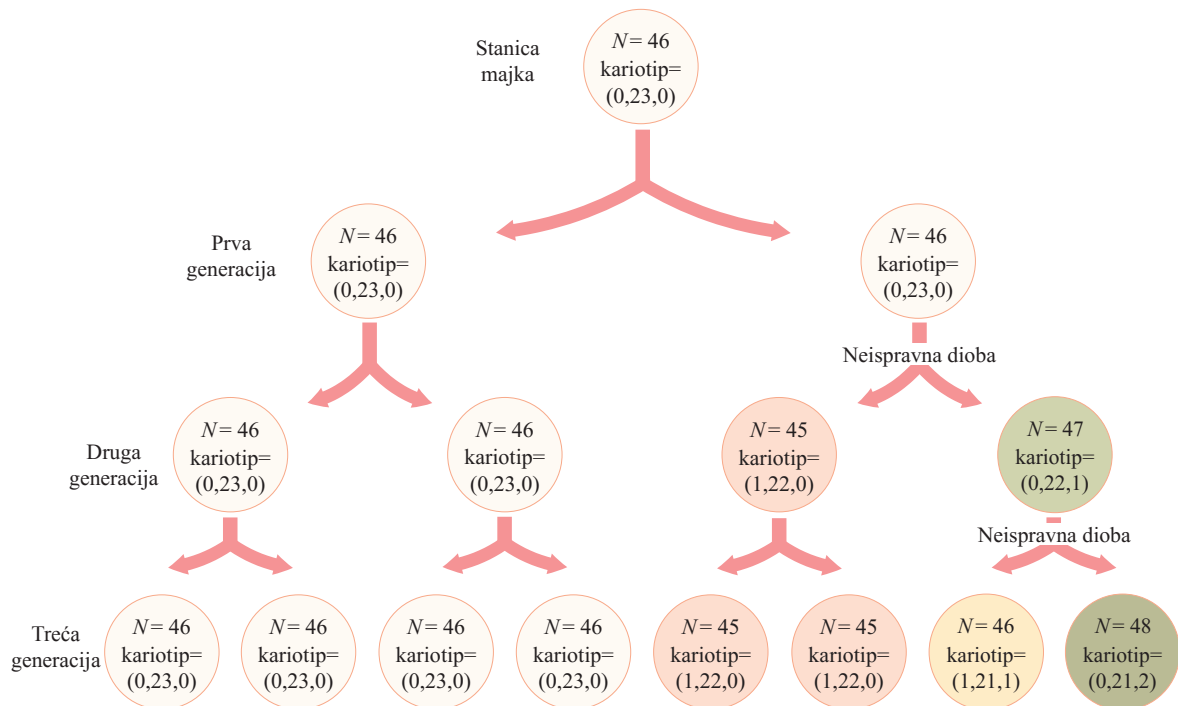 Stanica
majka
N = 46
kariotip=
(0,23,0)
Prva
generacija
N = 46
kariotip=
(0,23,0)
N = 46
kariotip=
(0,23,0)
Neispravna dioba
Druga
generacija
N = 46
kariotip=
(0,23,0)
N = 46
kariotip=
(0,23,0)
N = 45
kariotip=
(1,22,0)
N = 47
kariotip=
(0,22,1)
Neispravna dioba
Treća
generacija
N = 46
kariotip=
(0,23,0)
N = 46
kariotip=
(0,23,0)
N = 46
kariotip=
(0,23,0)
N = 46
kariotip=
(0,23,0)
N = 45
kariotip=
(1,22,0)
N = 45
kariotip=
(1,22,0)
N = 46
kariotip=
(1,21,1)
N = 48
kariotip=
(0,21,2)